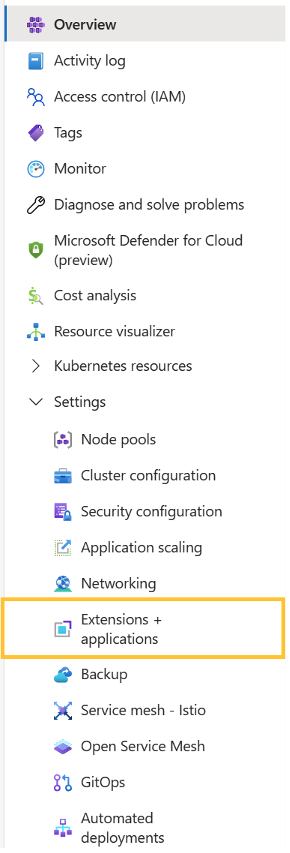 Overview
Activity log
Access control (IAM)
Tags
Monitor
Diagnose and solve problems
Microsoft Defender for Cloud
(preview)
Cost analysis
Resource visualizer
Kubernetes resources
Settings
Node pools
Cluster configuration
Security configuration
Application scaling
Networking
Extensions +
applications
Backup
Service mesh - Istio
Open Service Mesh
GitOps
Automated
deployments